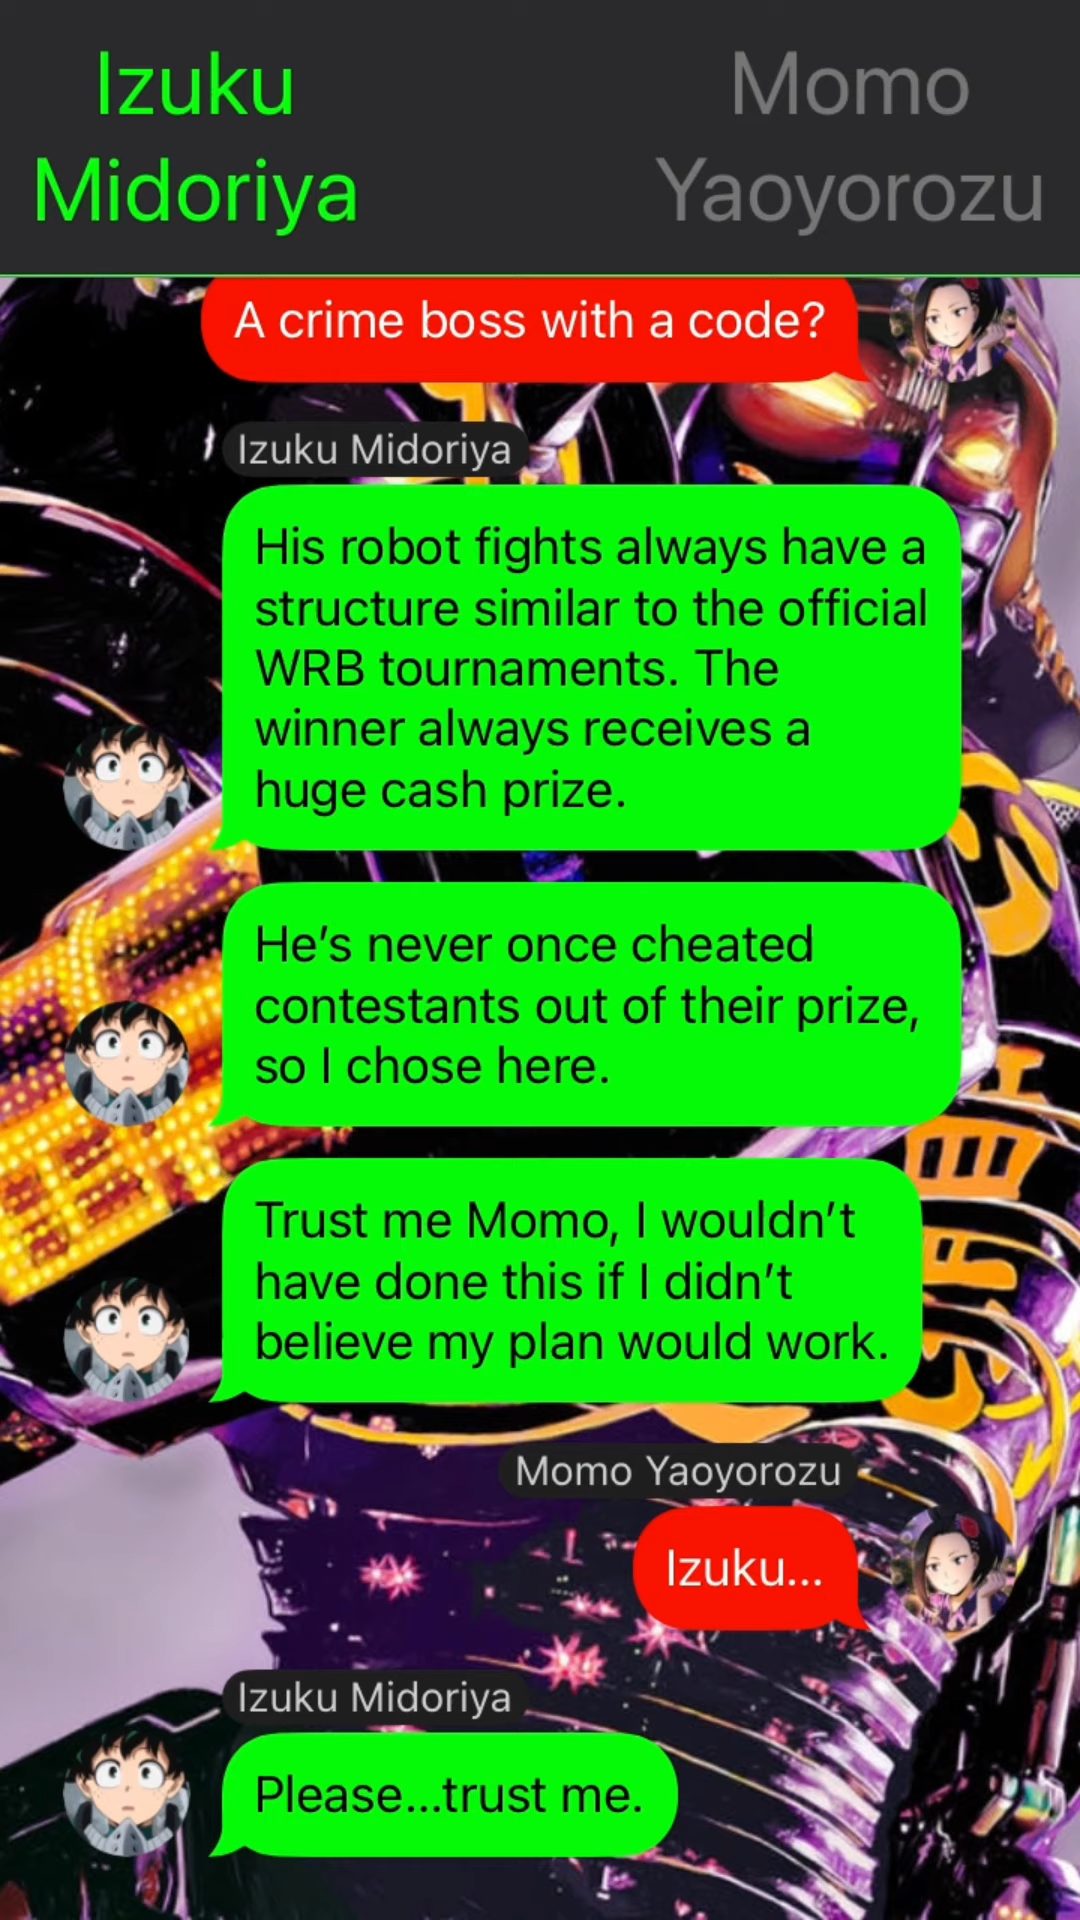 Izuku
Midoriya
Momo
Yaoyorozu
A crime boss with a code?
Izuku Midoriya
His robot fights always have a
structure similar to the official
WRB tournaments. The
winner always receives a
huge cash prize.
He’s never once cheated
contestants out of their prize,
so I chose here.
Trust me Momo, I wouldn’t
have done this if I didn’t
believe my plan would work.
Momo Yaoyorozu
Izuku...
Izuku Midoriya
Please...trust me.